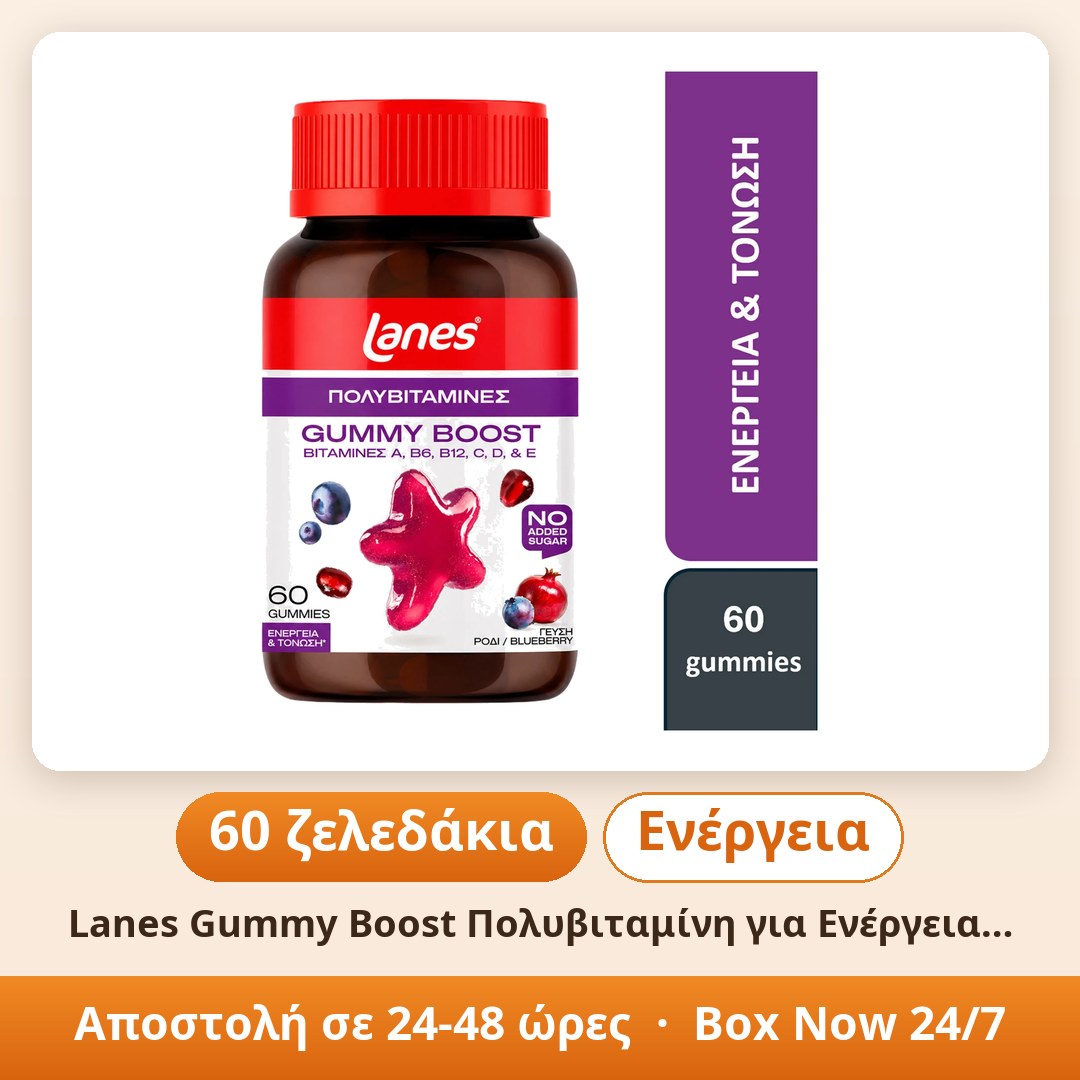 Lanes®
ΠΟΛΥΒΙΤΑΜΙΝΕΣ
GUMMY BOOST
ΒΙΤΑΜΙΝΕΣ A, B6, B12, C, D, & E
NO
ADDED
SUGAR
60
GUMMIES
ΕΝΕΡΓΕΙΑ
& ΤΟΝΩΣΗ*
ΓΕΥΣΗ
ΡΟΔΙ / BLUEBERRY
ΕΝΕΡΓΕΙΑ & ΤΟΝΩΣΗ
60
gummies
60 ζελεδάκια
Ενέργεια
Lanes Gummy Boost Πολυβιταμίνη για Ενέργεια...
Αποστολή σε 24-48 ώρες · Box Now 24/7